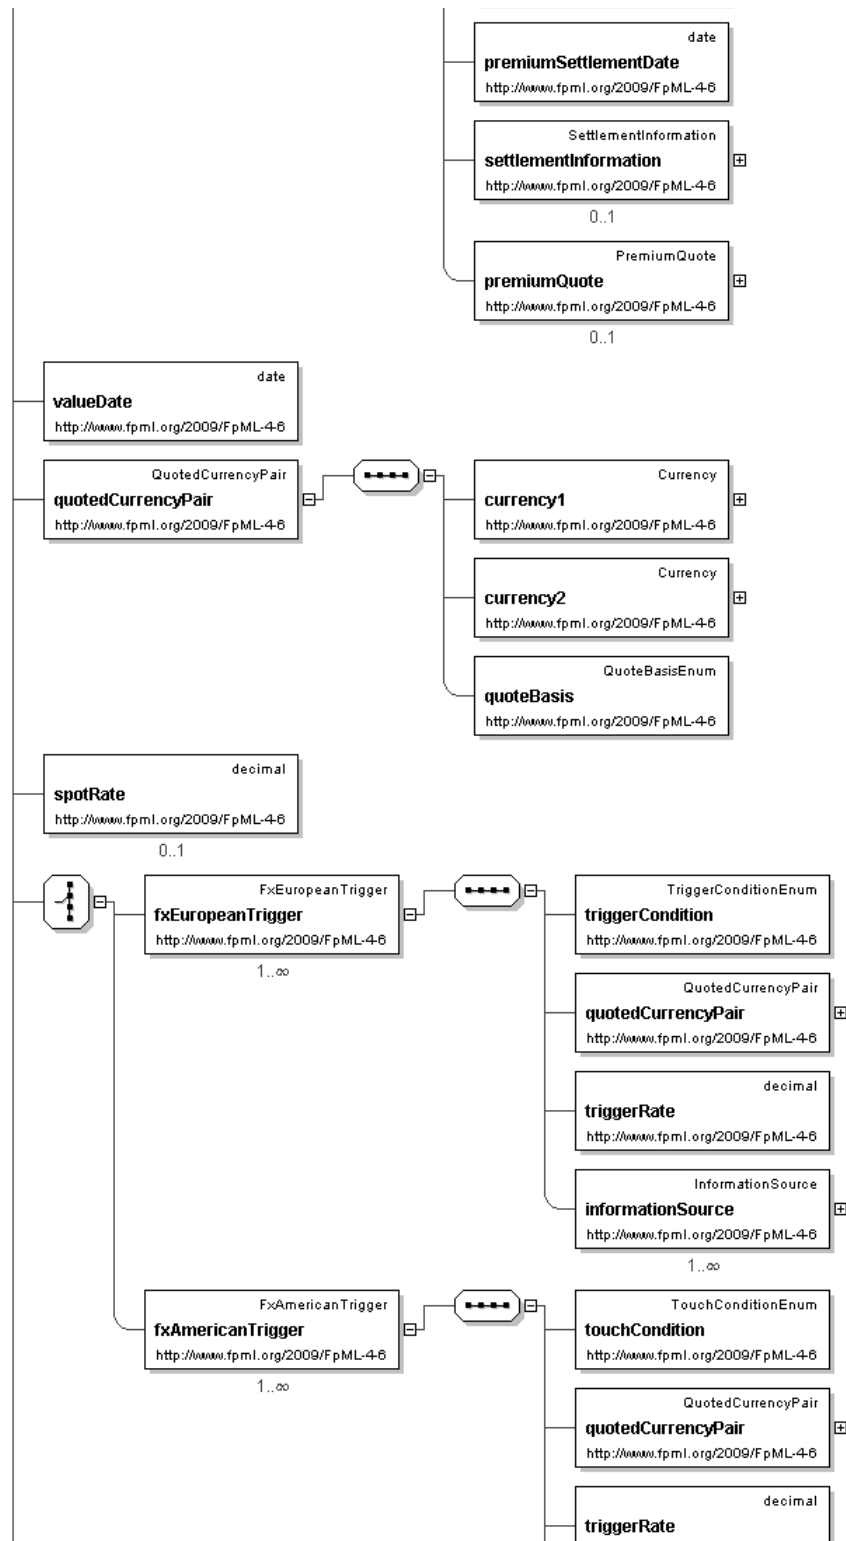 date
premiumSettlementDate
http://www.fpml.org/2009/FpML-4-6
SettlementInformation
settlementInformation
http://www.fpml.org/2009/FpML-4-6
0..1
PremiumQuote
premiumQuote
http://www.fpml.org/2009/FpML-4-6
0..1
date
valueDate
http://www.fpml.org/2009/FpML-4-6
QuotedCurrencyPair
quotedCurrencyPair
http://www.fpml.org/2009/FpML-4-6
Currency
currency1
http://www.fpml.org/2009/FpML-4-6
Currency
currency2
http://www.fpml.org/2009/FpML-4-6
QuoteBasisEnum
quoteBasis
http://www.fpml.org/2009/FpML-4-6
decimal
spotRate
http://www.fpml.org/2009/FpML-4-6
0..1
FxEuropeanTrigger
fxEuropeanTrigger
http://www.fpml.org/2009/FpML-4-6
1..∞
TriggerConditionEnum
triggerCondition
http://www.fpml.org/2009/FpML-4-6
QuotedCurrencyPair
quotedCurrencyPair
http://www.fpml.org/2009/FpML-4-6
decimal
triggerRate
http://www.fpml.org/2009/FpML-4-6
InformationSource
informationSource
http://www.fpml.org/2009/FpML-4-6
1..∞
FxAmericanTrigger
fxAmericanTrigger
http://www.fpml.org/2009/FpML-4-6
1..∞
TouchConditionEnum
touchCondition
http://www.fpml.org/2009/FpML-4-6
QuotedCurrencyPair
quotedCurrencyPair
http://www.fpml.org/2009/FpML-4-6
decimal
triggerRate